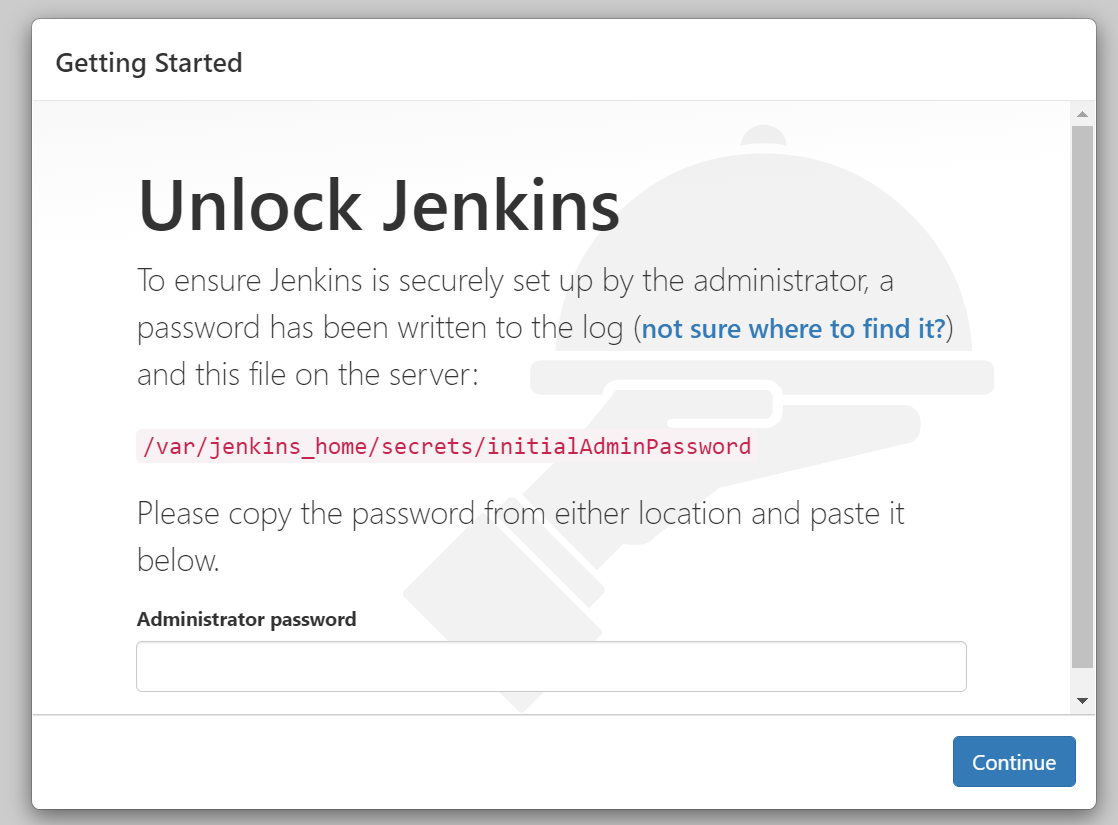 Getting Started
Unlock Jenkins
To ensure Jenkins is securely set up by the administrator, a
password has been written to the log (not sure where to find it?)
and this file on the server:
/var/jenkins_home/secrets/initialAdminPassword
Please copy the password from either location and paste it
below.
Administrator password
Continue